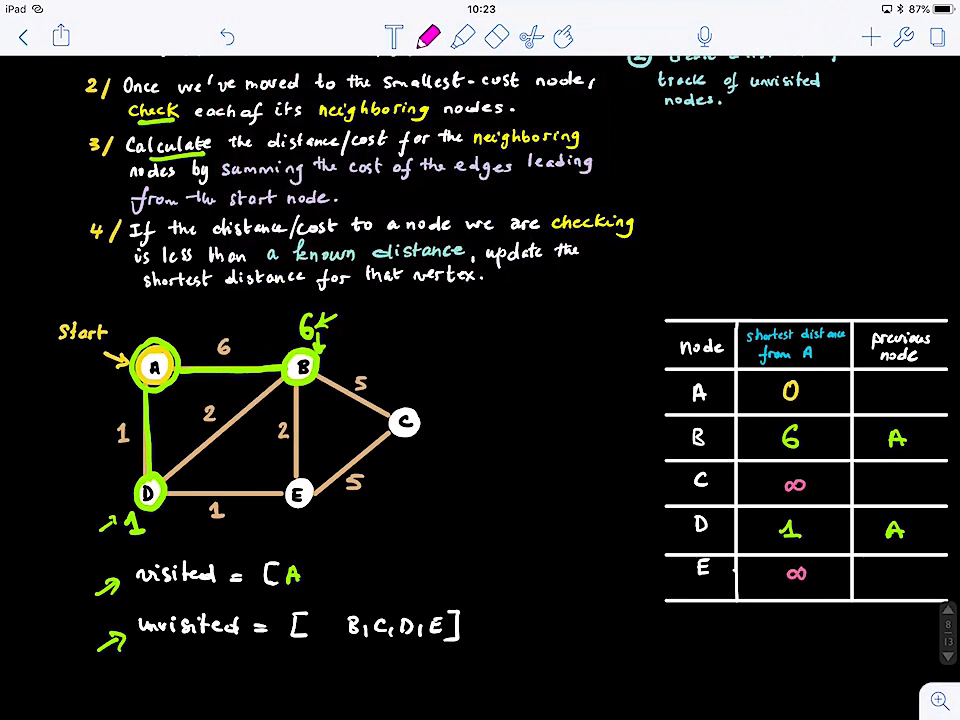 iPad
10:23
87%
T
2/ Once we've moved to the smallest-cost node,
check each of its neighboring nodes.
3/ Calculate the distance/cost for the neighboring
nodes by summing the cost of the edges leading
from the start node.
4/ If the distance/cost to a node we are checking
is less than a known distance, update the
shortest distance for that vertex.
track of unvisited
nodes.
Start
6
A
6
B
5
C
1
2
2
D
E
5
1
1
visited = [A
unvisited = [ B, C, D, E]
node shortest distance from A previous node
A 0
B 6 A
C ∞
D 1 A
E ∞
8
13